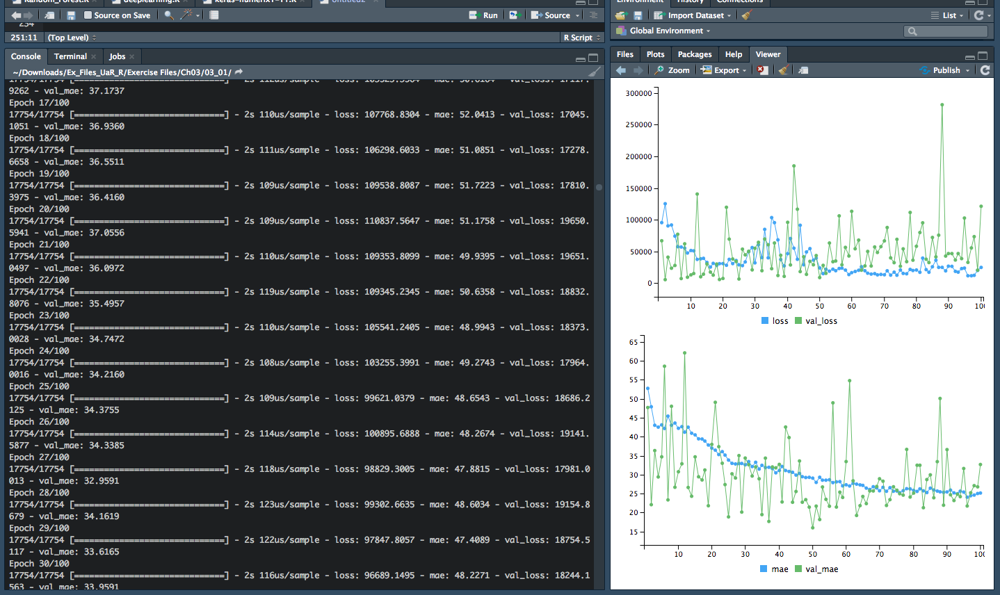 Random_Forest.R
deeplearning.R
Untitled2
Source on Save
Run
Source
254
251:11 (Top Level) R Script
Console Terminal Jobs
~/Downloads/Ex_Files_UaR_R/Exercise Files/Ch03/03_01/
9262 - val_mae: 37.1737
Epoch 17/100
17754/17754 [==============================] - 2s 110us/sample - loss: 107768.8304 - mae: 52.0413 - val_loss: 17045.
1051 - val_mae: 36.9360
Epoch 18/100
17754/17754 [==============================] - 2s 111us/sample - loss: 106298.6033 - mae: 51.0851 - val_loss: 17278.
6658 - val_mae: 36.5511
Epoch 19/100
17754/17754 [==============================] - 2s 109us/sample - loss: 109538.8087 - mae: 51.7223 - val_loss: 17810.
3975 - val_mae: 36.4160
Epoch 20/100
17754/17754 [==============================] - 2s 109us/sample - loss: 110837.5647 - mae: 51.1758 - val_loss: 19650.
5941 - val_mae: 37.0556
Epoch 21/100
17754/17754 [==============================] - 2s 110us/sample - loss: 109353.8099 - mae: 49.9395 - val_loss: 19651.
0497 - val_mae: 36.0972
Epoch 22/100
17754/17754 [==============================] - 2s 119us/sample - loss: 109345.2345 - mae: 50.6358 - val_loss: 18832.
8076 - val_mae: 35.4957
Epoch 23/100
17754/17754 [==============================] - 2s 110us/sample - loss: 105541.2405 - mae: 48.9943 - val_loss: 18373.
0028 - val_mae: 34.7472
Epoch 24/100
17754/17754 [==============================] - 2s 108us/sample - loss: 103255.3991 - mae: 49.2743 - val_loss: 17964.
0016 - val_mae: 34.2160
Epoch 25/100
17754/17754 [==============================] - 2s 109us/sample - loss: 99621.0379 - mae: 48.6543 - val_loss: 18686.2
125 - val_mae: 34.3755
Epoch 26/100
17754/17754 [==============================] - 2s 114us/sample - loss: 100895.6888 - mae: 48.2674 - val_loss: 19141.
5877 - val_mae: 34.3385
Epoch 27/100
17754/17754 [==============================] - 2s 118us/sample - loss: 98829.3005 - mae: 47.8815 - val_loss: 17981.0
013 - val_mae: 32.9591
Epoch 28/100
17754/17754 [==============================] - 2s 123us/sample - loss: 99302.6635 - mae: 48.6034 - val_loss: 19154.8
679 - val_mae: 34.1619
Epoch 29/100
17754/17754 [==============================] - 2s 122us/sample - loss: 97847.8057 - mae: 47.4089 - val_loss: 18754.5
117 - val_mae: 33.6165
Epoch 30/100
17754/17754 [==============================] - 2s 116us/sample - loss: 96689.1495 - mae: 48.2271 - val_loss: 18244.1
563 - val_mae: 33.9591
Environment History Connections
Import Dataset List
Global Environment
Files Plots Packages Help Viewer
Zoom Export Publish
300000
250000
200000
150000
100000
50000
0
10 20 30 40 50 60 70 80 90 100
loss val_loss
65
60
55
50
45
40
35
30
25
20
15
10 20 30 40 50 60 70 80 90 100
mae val_mae